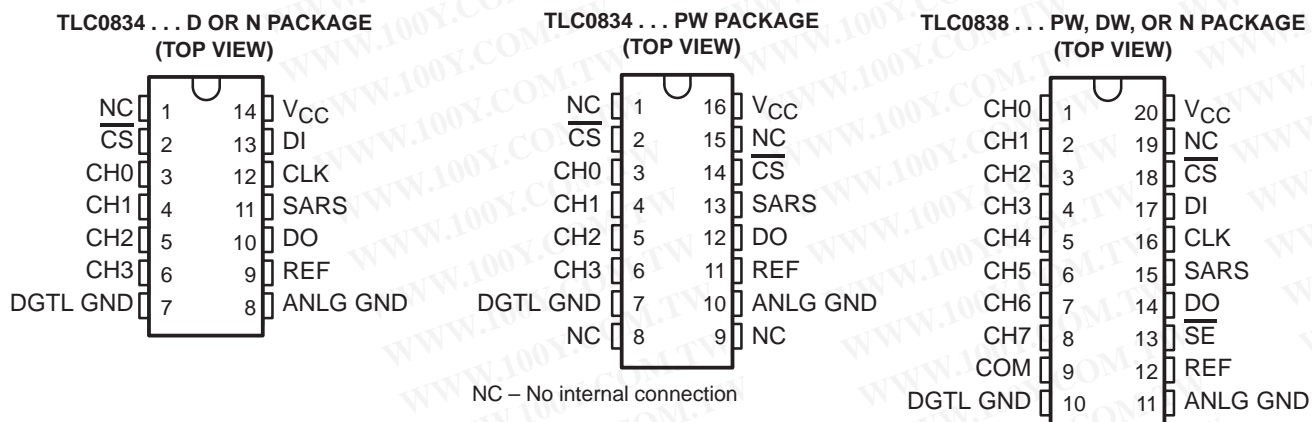 TLC0834 . . . D OR N PACKAGE
(TOP VIEW)
NC 1 14 VCC
CS 2 13 DI
CH0 3 12 CLK
CH1 4 11 SARS
CH2 5 10 DO
CH3 6 9 REF
DGTL GND 7 8 ANLG GND
TLC0834 . . . PW PACKAGE
(TOP VIEW)
NC 1 16 VCC
CS 2 15 NC
CH0 3 14 CS
CH1 4 13 SARS
CH2 5 12 DO
CH3 6 11 REF
DGTL GND 7 10 ANLG GND
NC 8 9 NC
NC – No internal connection
TLC0838 . . . PW, DW, OR N PACKAGE
(TOP VIEW)
CH0 1 20 VCC
CH1 2 19 NC
CH2 3 18 CS
CH3 4 17 DI
CH4 5 16 CLK
CH5 6 15 SARS
CH6 7 14 DO
CH7 8 13 SE
COM 9 12 REF
DGTL GND 10 11 ANLG GND
WWW.100Y.COM.TW